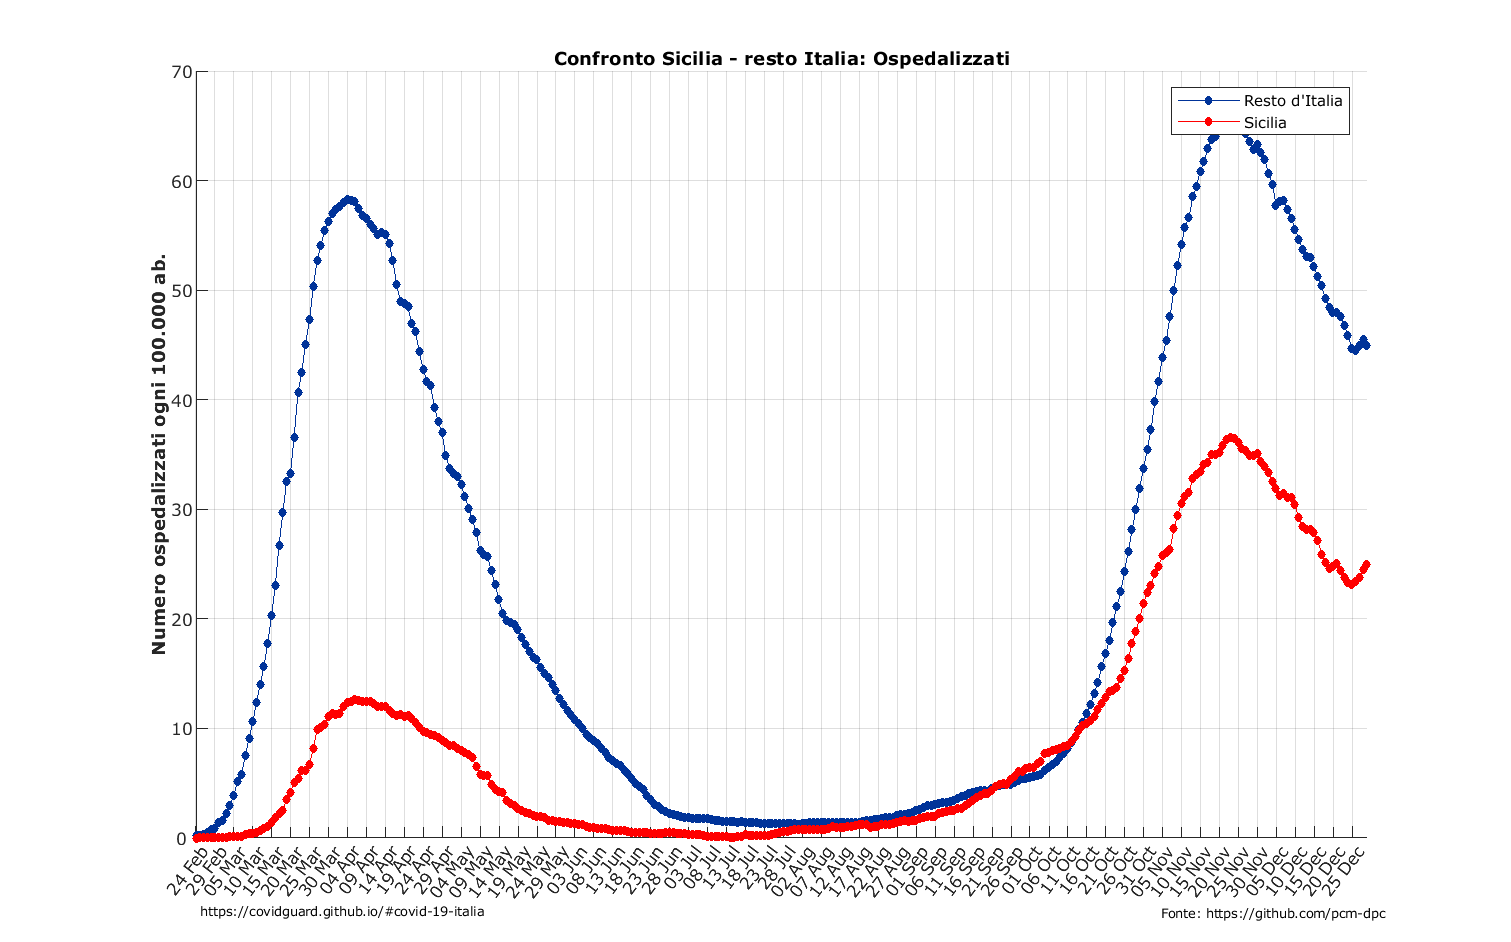 Confronto Sicilia - resto Italia: Ospedalizzati
Numero ospedalizzati ogni 100.000 ab.
70
60
50
40
30
20
10
0
Resto d'Italia
Sicilia
24 Feb
29 Feb
05 Mar
10 Mar
15 Mar
20 Mar
25 Mar
30 Mar
04 Apr
09 Apr
14 Apr
19 Apr
24 Apr
29 Apr
04 May
09 May
14 May
19 May
24 May
29 May
03 Jun
08 Jun
13 Jun
18 Jun
23 Jun
28 Jun
03 Jul
08 Jul
13 Jul
18 Jul
23 Jul
28 Jul
02 Aug
07 Aug
12 Aug
17 Aug
22 Aug
27 Aug
01 Sep
06 Sep
11 Sep
16 Sep
21 Sep
26 Sep
01 Oct
06 Oct
11 Oct
16 Oct
21 Oct
26 Oct
31 Oct
05 Nov
10 Nov
15 Nov
20 Nov
25 Nov
30 Nov
05 Dec
10 Dec
15 Dec
20 Dec
25 Dec
https://covidguard.github.io/#covid-19-italia
Fonte: https://github.com/pcm-dpc